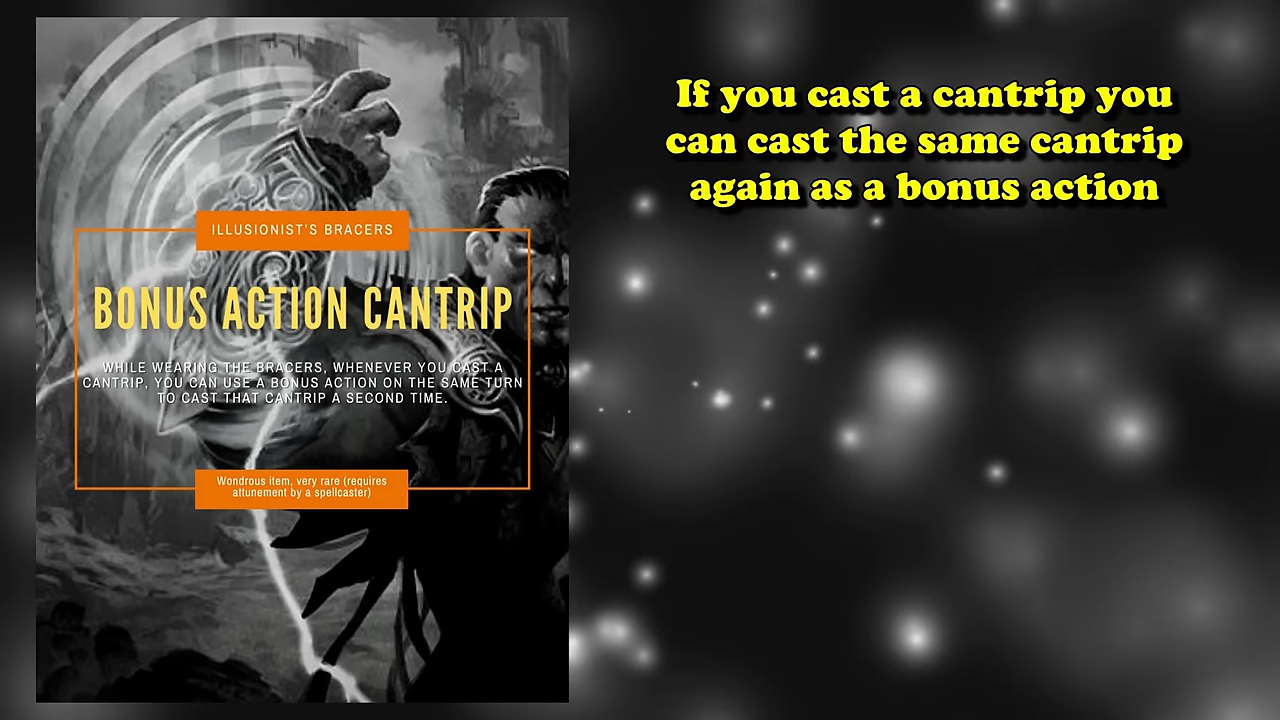 ILLUSIONIST'S BRACERS
BONUS ACTION CANTRIP
WHILE WEARING THE BRACERS, WHENEVER YOU CAST A
CANTRIP, YOU CAN USE A BONUS ACTION ON THE SAME TURN
TO CAST THAT CANTRIP A SECOND TIME.
Wondrous item, very rare (requires
attunement by a spellcaster)
If you cast a cantrip you
can cast the same cantrip
again as a bonus action